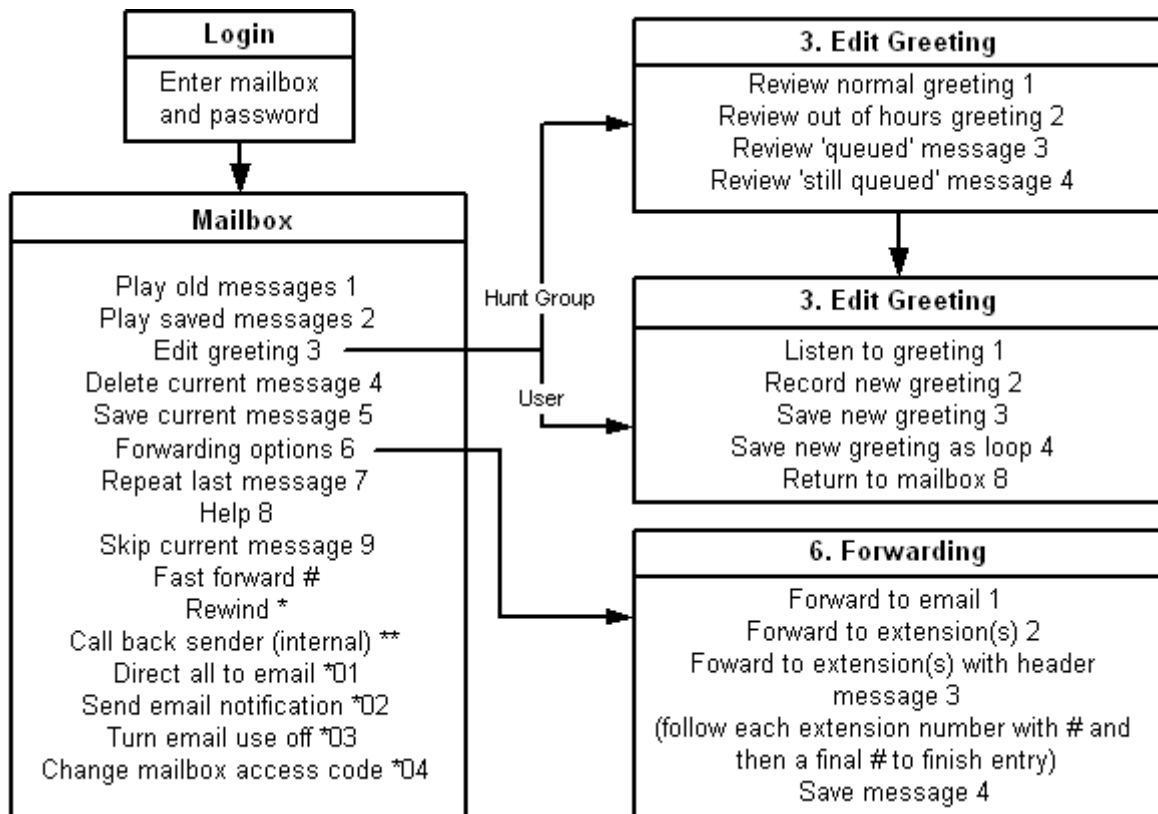 Login
Enter mailbox
and password
Mailbox
Play old messages 1
Play saved messages 2
Edit greeting 3
Delete current message 4
Save current message 5
Forwarding options 6
Repeat last message 7
Help 8
Skip current message 9
Fast forward #
Rewind *
Call back sender (internal) **
Direct all to email *01
Send email notification *02
Turn email use off *03
Change mailbox access code *04
Hunt Group
User
3. Edit Greeting
Review normal greeting 1
Review out of hours greeting 2
Review 'queued' message 3
Review 'still queued' message 4
3. Edit Greeting
Listen to greeting 1
Record new greeting 2
Save new greeting 3
Save new greeting as loop 4
Return to mailbox 8
6. Forwarding
Forward to email 1
Forward to extension(s) 2
Foward to extension(s) with header
message 3
(follow each extension number with # and
then a final # to finish entry)
Save message 4